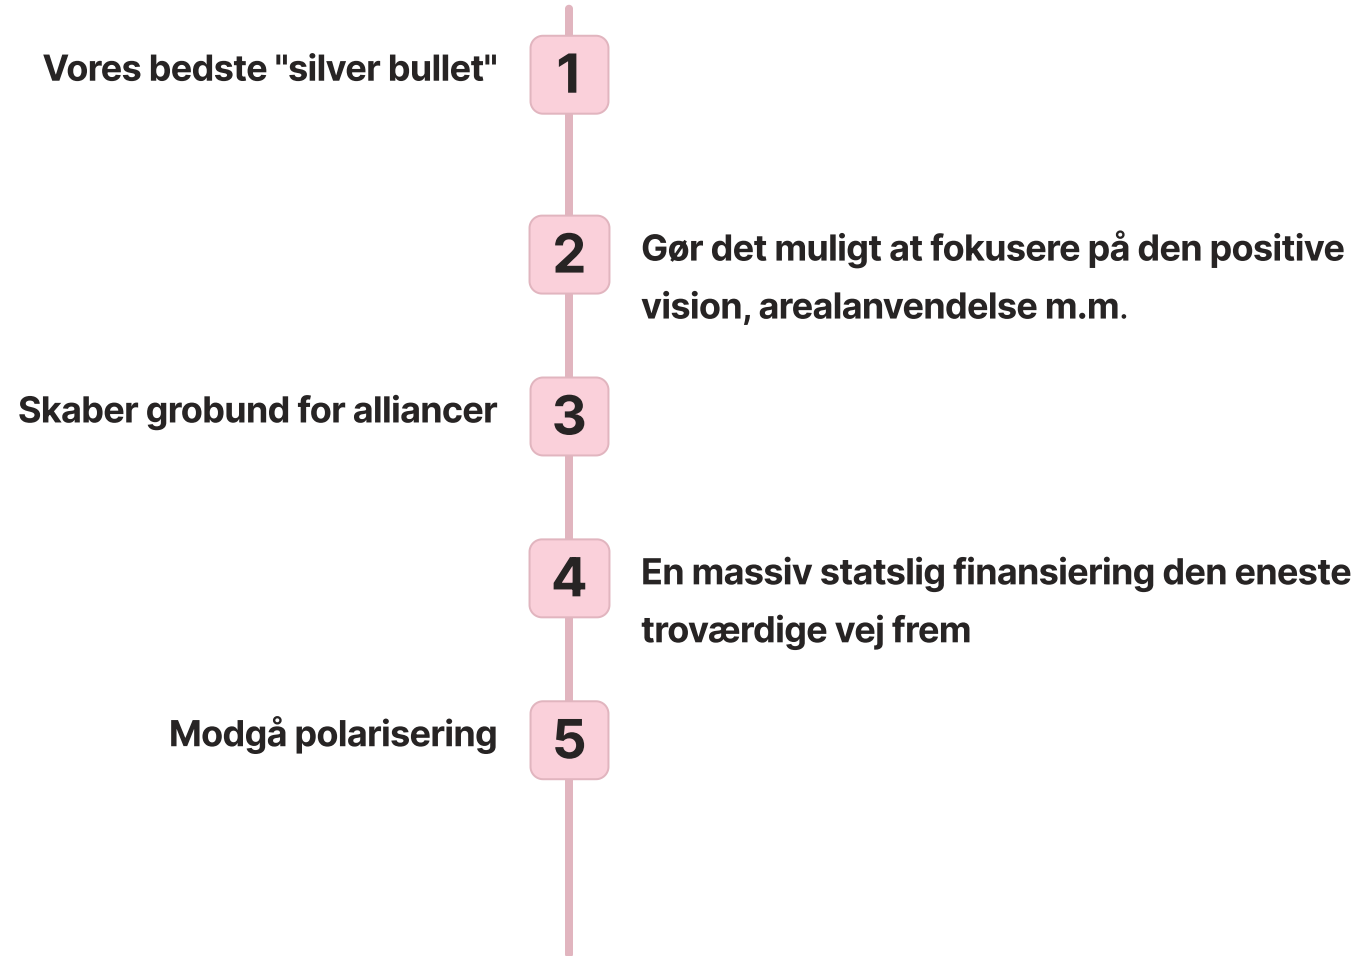 Vores bedste "silver bullet"
1
2
Gør det muligt at fokusere på den positive
vision, arealanvendelse m.m.
Skaber grobund for alliancer
3
4
En massiv statslig finansiering den eneste
troværdige vej frem
Modgå polarisering
5